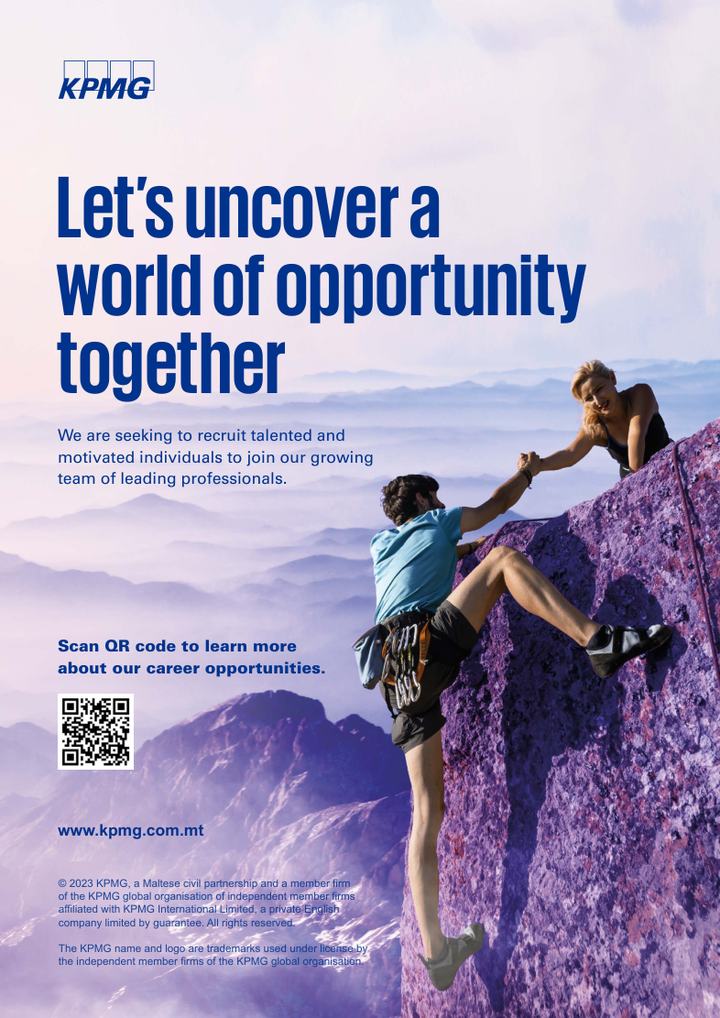 KPMG
Let's uncover a
world of opportunity
together
We are seeking to recruit talented and
motivated individuals to join our growing
team of leading professionals.
Scan QR code to learn more
about our career opportunities.
www.kpmg.com.mt
© 2023 KPMG, a Maltese civil partnership and a member firm
of the KPMG global organisation of independent member firms
affiliated with KPMG International Limited, a private English
company limited by guarantee. All rights reserved.
The KPMG name and logo are trademarks used under license by
the independent member firms of the KPMG global organisation.